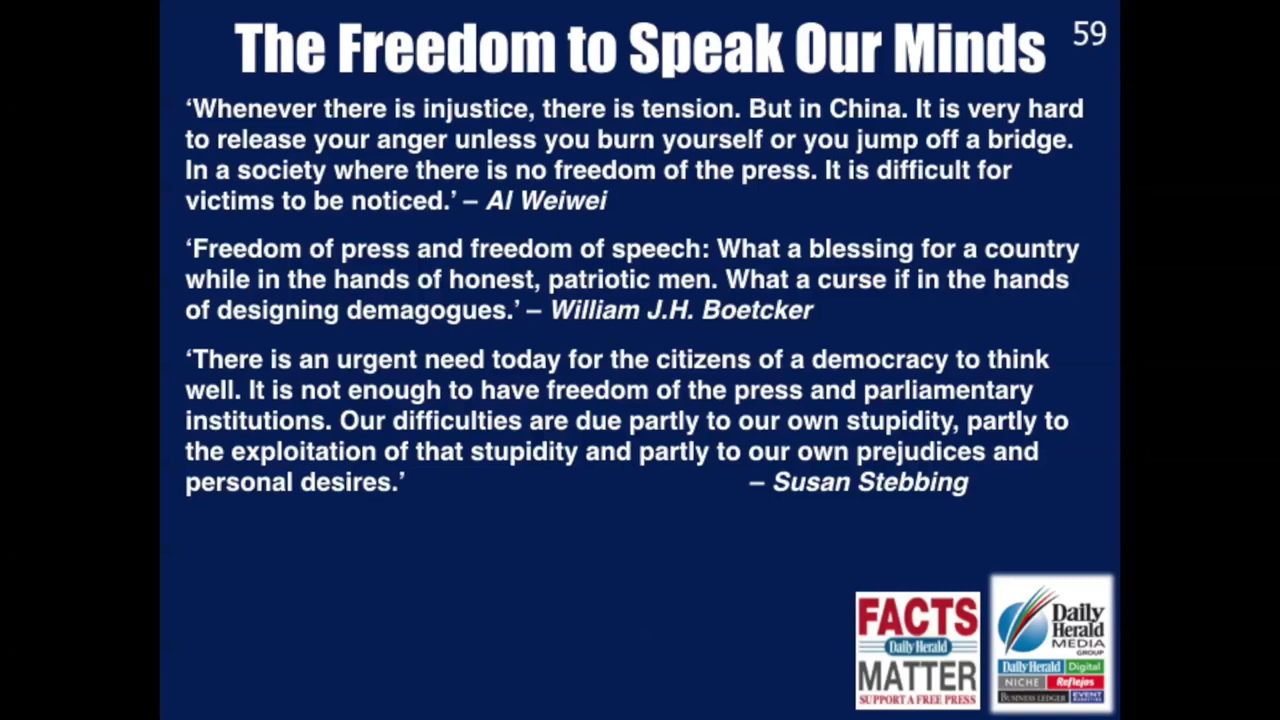 The Freedom to Speak Our Minds
59
‘Whenever there is injustice, there is tension. But in China. It is very hard
to release your anger unless you burn yourself or you jump off a bridge.
In a society where there is no freedom of the press. It is difficult for
victims to be noticed.’ – AI Weiwei
‘Freedom of press and freedom of speech: What a blessing for a country
while in the hands of honest, patriotic men. What a curse if in the hands
of designing demagogues.’ – William J.H. Boetcker
‘There is an urgent need today for the citizens of a democracy to think
well. It is not enough to have freedom of the press and parliamentary
institutions. Our difficulties are due partly to our own stupidity, partly to
the exploitation of that stupidity and partly to our own prejudices and
personal desires.’ – Susan Stebbing
FACTS
Daily Herald
MATTER
SUPPORT A FREE PRESS
Daily
Herald
MEDIA
GROUP
Daily Herald Digital
NICHE Reflejos
BUSINESS LEDGER EVENT
MARKETING